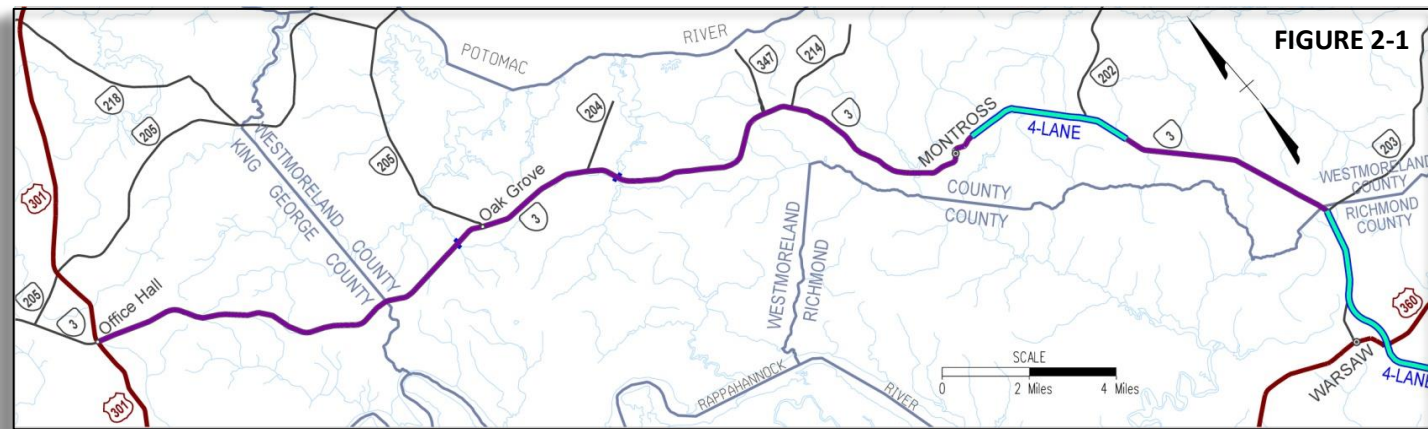 FIGURE 2-1
POTOMAC
RIVER
347
214
202
218
205
WESTMORELAND
COUNTY
KING GEORGE
COUNTY
204
205
3
MONTROSS
4-LANE
3
203
301
Oak Grove
3
COUNTY
COUNTY
WESTMORELAND
COUNTY
RICHMOND
COUNTY
WESTMORELAND
RICHMOND
205
3
Office Hall
301
360
SCALE
0 2 Miles 4 Miles
RAPPAHANNOCK
RIVER
WARSAW
4-LANE